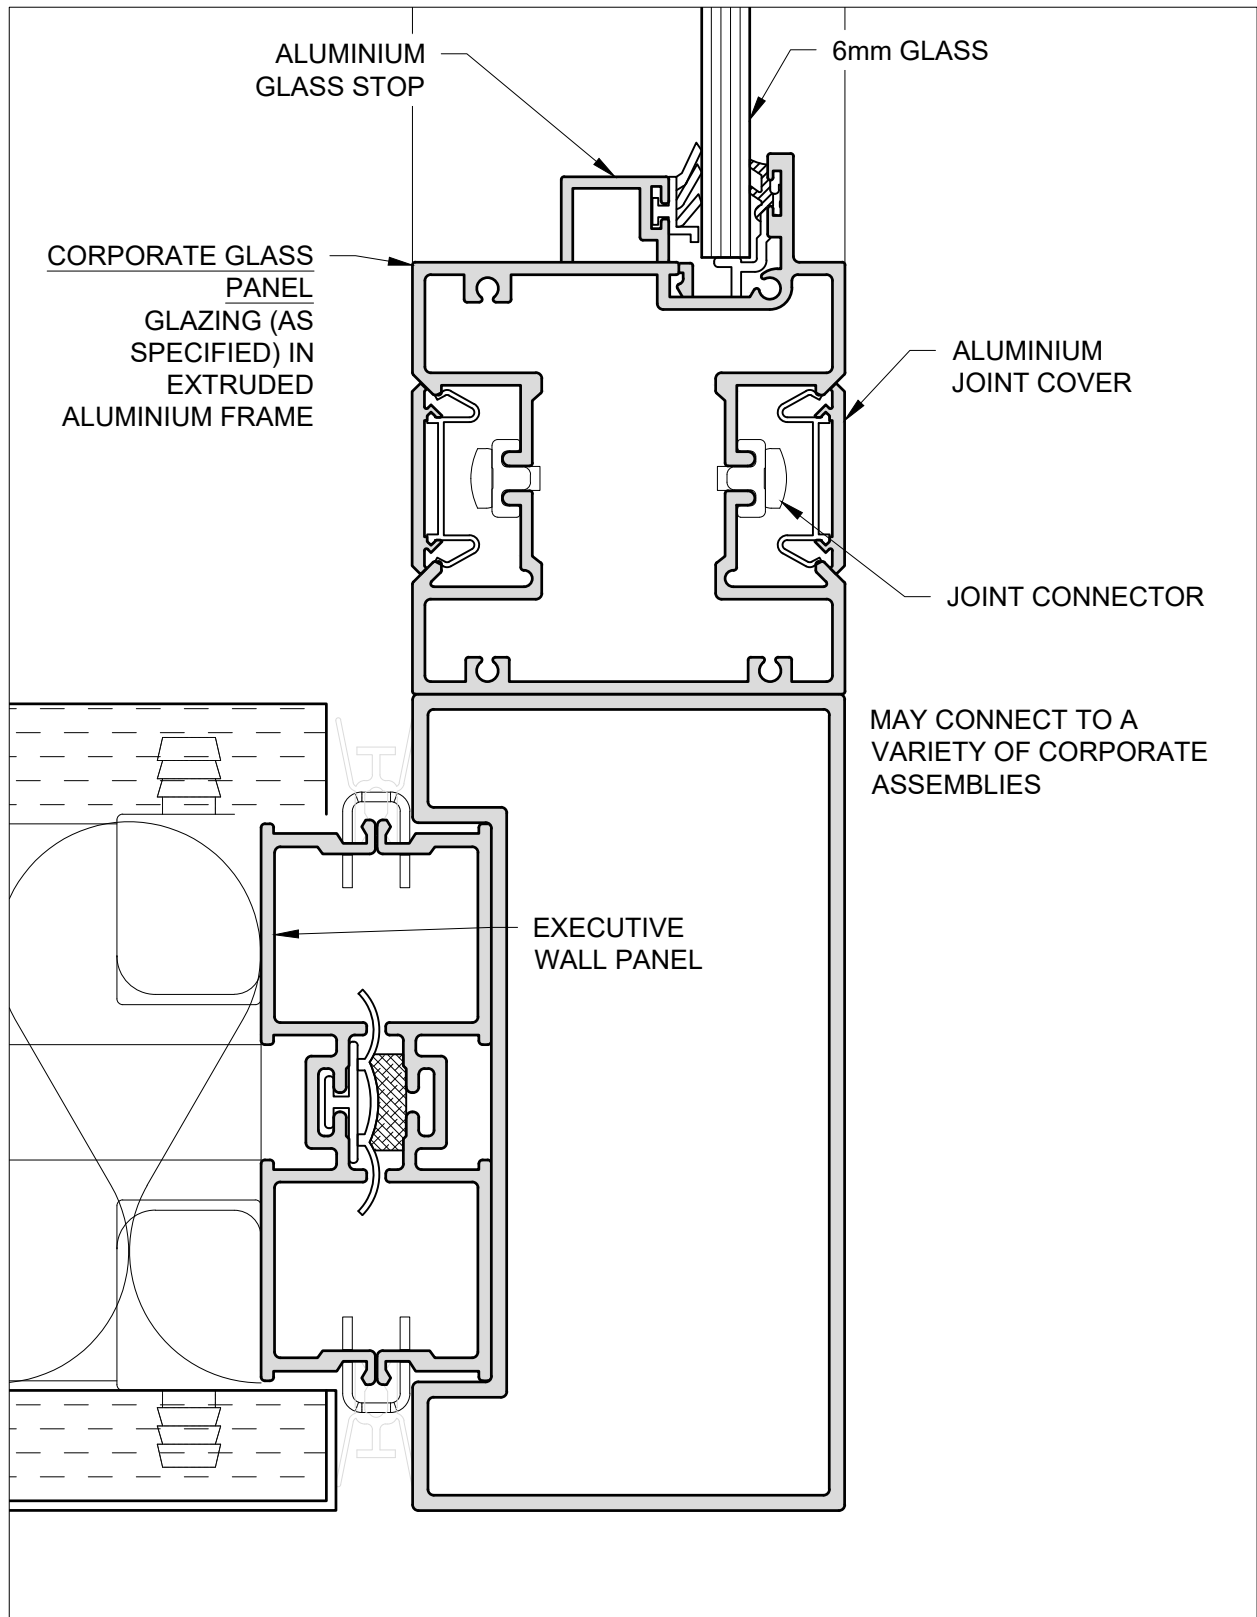 ALUMINIUM
GLASS STOP
6mm GLASS
CORPORATE GLASS
PANEL
GLAZING (AS
SPECIFIED) IN
EXTRUDED
ALUMINIUM FRAME
ALUMINIUM
JOINT COVER
JOINT CONNECTOR
MAY CONNECT TO A
VARIETY OF CORPORATE
ASSEMBLIES
EXECUTIVE
WALL PANEL